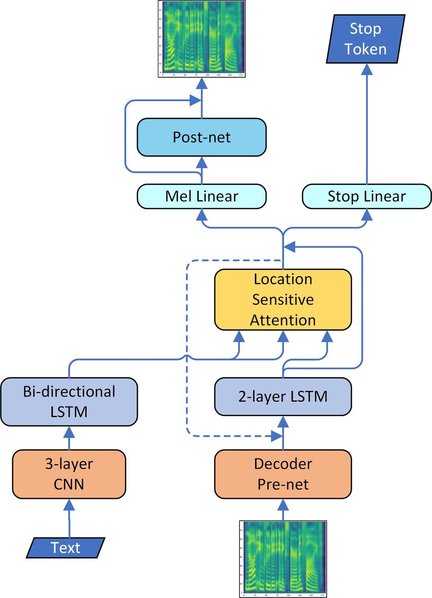 Stop
Token
Post-net
Mel Linear
Stop Linear
Location
Sensitive
Attention
Bi-directional
LSTM
2-layer LSTM
3-layer
CNN
Decoder
Pre-net
Text